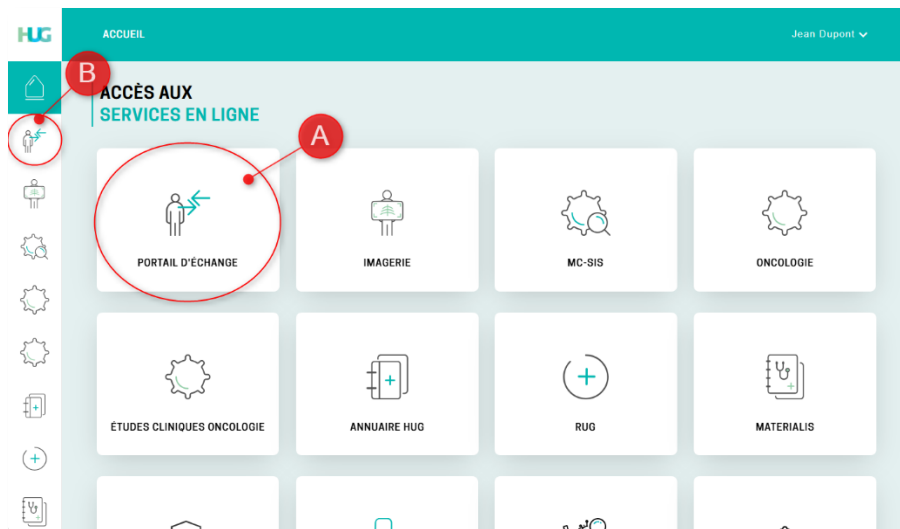 HUG
ACCUEIL
Jean Dupont
B
ACCÈS AUX
SERVICES EN LIGNE
A
PORTAIL D'ÉCHANGE
IMAGERIE
MC-SIS
ONCOLOGIE
ÉTUDES CLINIQUES ONCOLOGIE
ANNUAIRE HUG
RUG
MATERIALIS